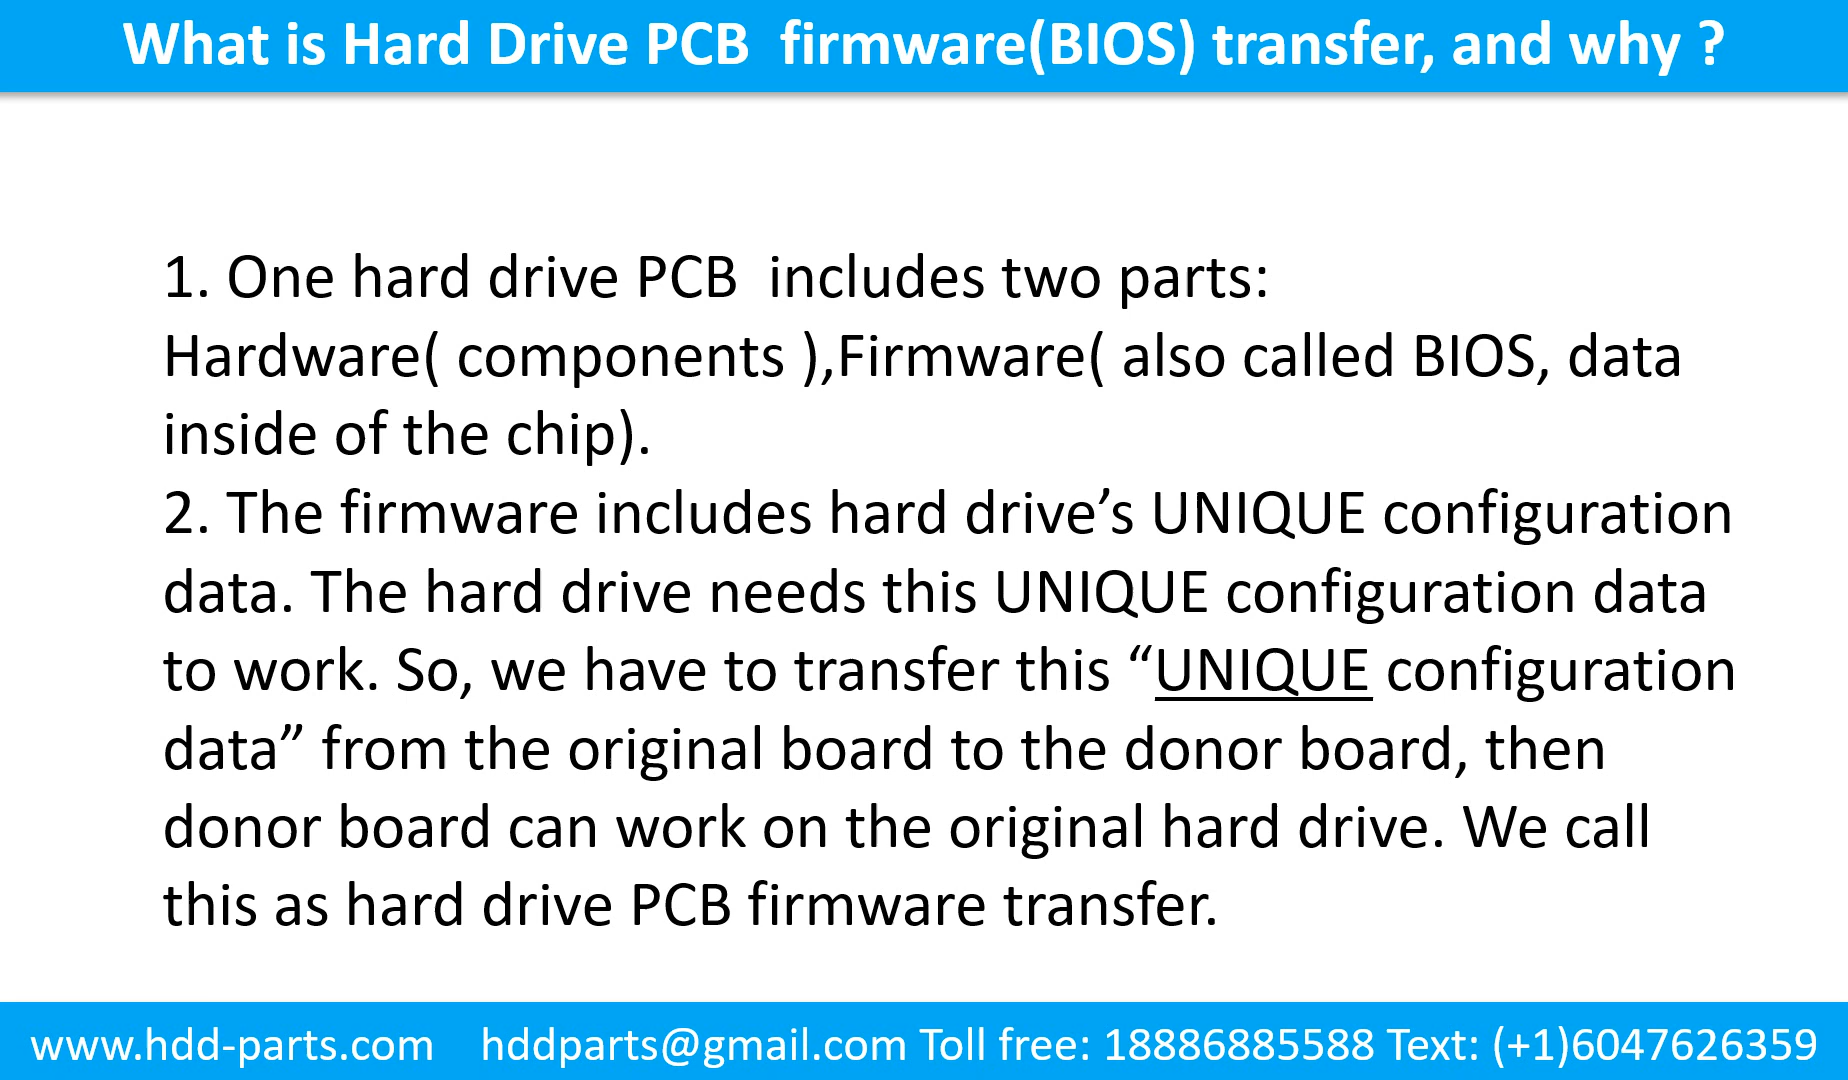 What is Hard Drive PCB  firmware(BIOS) transfer, and why ?
1. One hard drive PCB  includes two parts:
Hardware( components ),Firmware( also called BIOS, data
inside of the chip).
2. The firmware includes hard drive’s UNIQUE configuration
data. The hard drive needs this UNIQUE configuration data
to work. So, we have to transfer this “UNIQUE configuration
data” from the original board to the donor board, then
donor board can work on the original hard drive. We call
this as hard drive PCB firmware transfer.
www.hdd-parts.com    hddparts@gmail.com Toll free: 18886885588 Text: (+1)6047626359